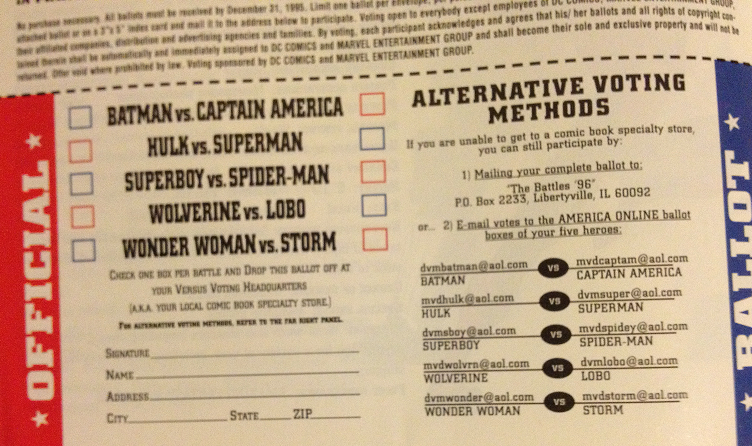 No purchase necessary. All ballots must be received by December 31, 1995. Limit one ballot per envelope,
attached ballot or on a 3"x 5" index card and mail it to the address below to participate. Voting open to everybody except employees of DC COMICS,
their affiliated companies, distribution and advertising agencies and families. By voting, each participant acknowledges and agrees that his/ her ballots and all rights of copyright con-
tained therein shall be automatically and immediately assigned to DC COMICS and MARVEL ENTERTAINMENT GROUP and shall become their sole and exclusive property and will not be
returned. Offer void where prohibited by law. Voting sponsored by DC COMICS and MARVEL ENTERTAINMENT GROUP.
OFFICIAL
BATMAN vs. CAPTAIN AMERICA
HULK vs. SUPERMAN
SUPERBOY vs. SPIDER-MAN
WOLVERINE vs. LOBO
WONDER WOMAN vs. STORM
CHECK ONE BOX PER BATTLE AND DROP THIS BALLOT OFF AT
YOUR VERSUS VOTING HEADQUARTERS
(A.K.A. YOUR LOCAL COMIC BOOK SPECIALTY STORE.)
FOR ALTERNATIVE VOTING METHODS, REFER TO THE FAR RIGHT PANEL.
SIGNATURE
NAME
ADDRESS
CITY STATE ZIP
ALTERNATIVE VOTING
METHODS
If you are unable to get to a comic book specialty store,
you can still participate by:
1) Mailing your complete ballot to:
"The Battles '96"
P.O. Box 2233, Libertyville, IL 60092
or... 2) E-mail votes to the AMERICA ONLINE ballot
boxes of your five heroes:
dvmbatman@aol.com vs mvdcaptam@aol.com
BATMAN CAPTAIN AMERICA
mvdhulk@aol.com vs dvmsuper@aol.com
HULK SUPERMAN
dvmsboy@aol.com vs mvdspidey@aol.com
SUPERBOY SPIDER-MAN
mvdwolvrn@aol.com vs dvmlobo@aol.com
WOLVERINE LOBO
dvmwonder@aol.com vs mvdstorm@aol.com
WONDER WOMAN STORM
BALLOT